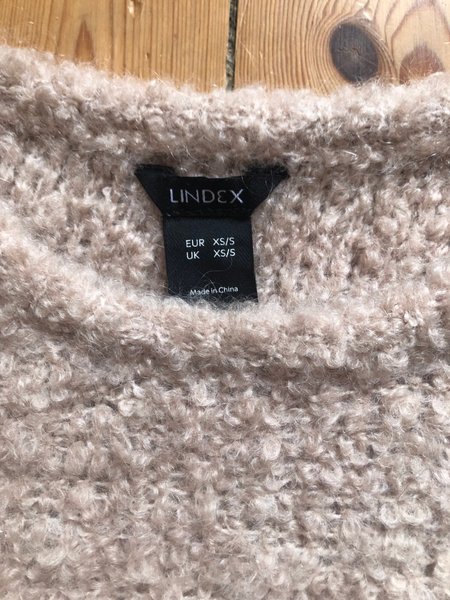 LINDEX
EUR XS/S
UK XS/S
Made in China